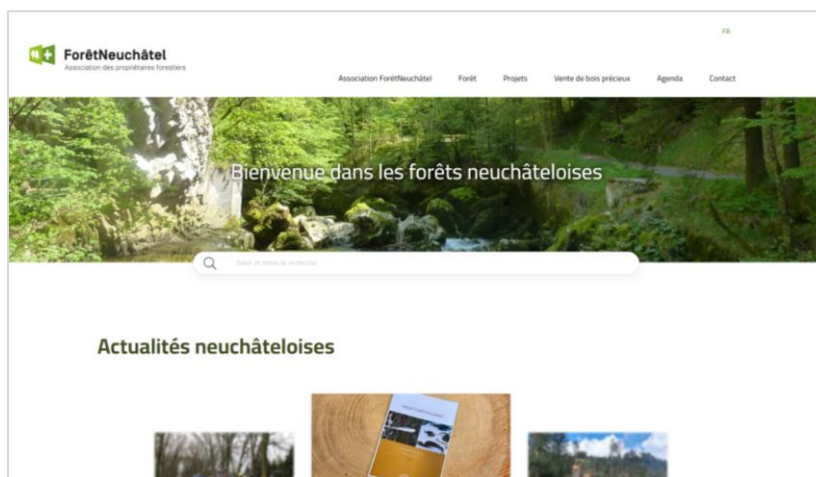 FR
ForêtNeuchâtel
Association des propriétaires forestiers
Association ForêtNeuchâtel Forêt Projets Vente de bois précieux Agenda Contact
Bienvenue dans les forêts neuchâteloises
Actualités neuchâteloises